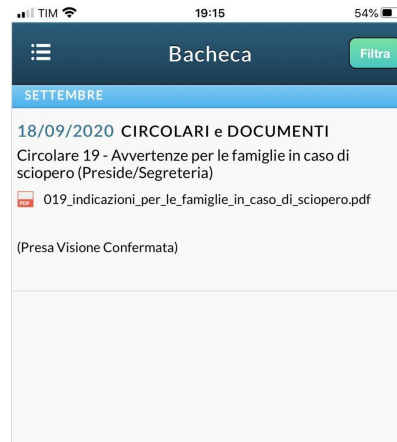 TIM 19:15 54%
Bacheca Filtra
SETTEMBRE
18/09/2020 CIRCOLARI e DOCUMENTI
Circolare 19 - Avvertenze per le famiglie in caso di
sciopero (Preside/Segreteria)
PDF 019_indicazioni_per_le_famiglie_in_caso_di_sciopero.pdf
(Presa Visione Confermata)